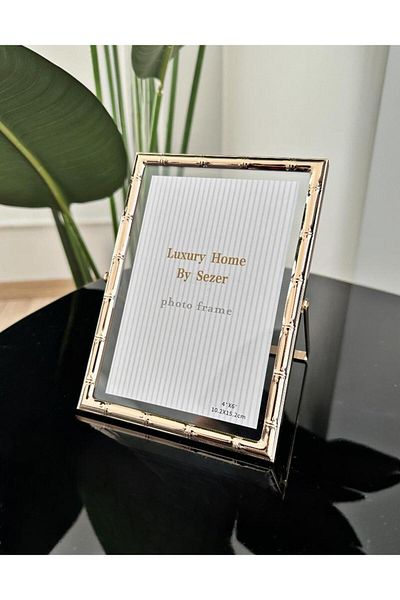 Luxury Home
By Sezer
photo frame
4"X6"
10.2X15.2cm